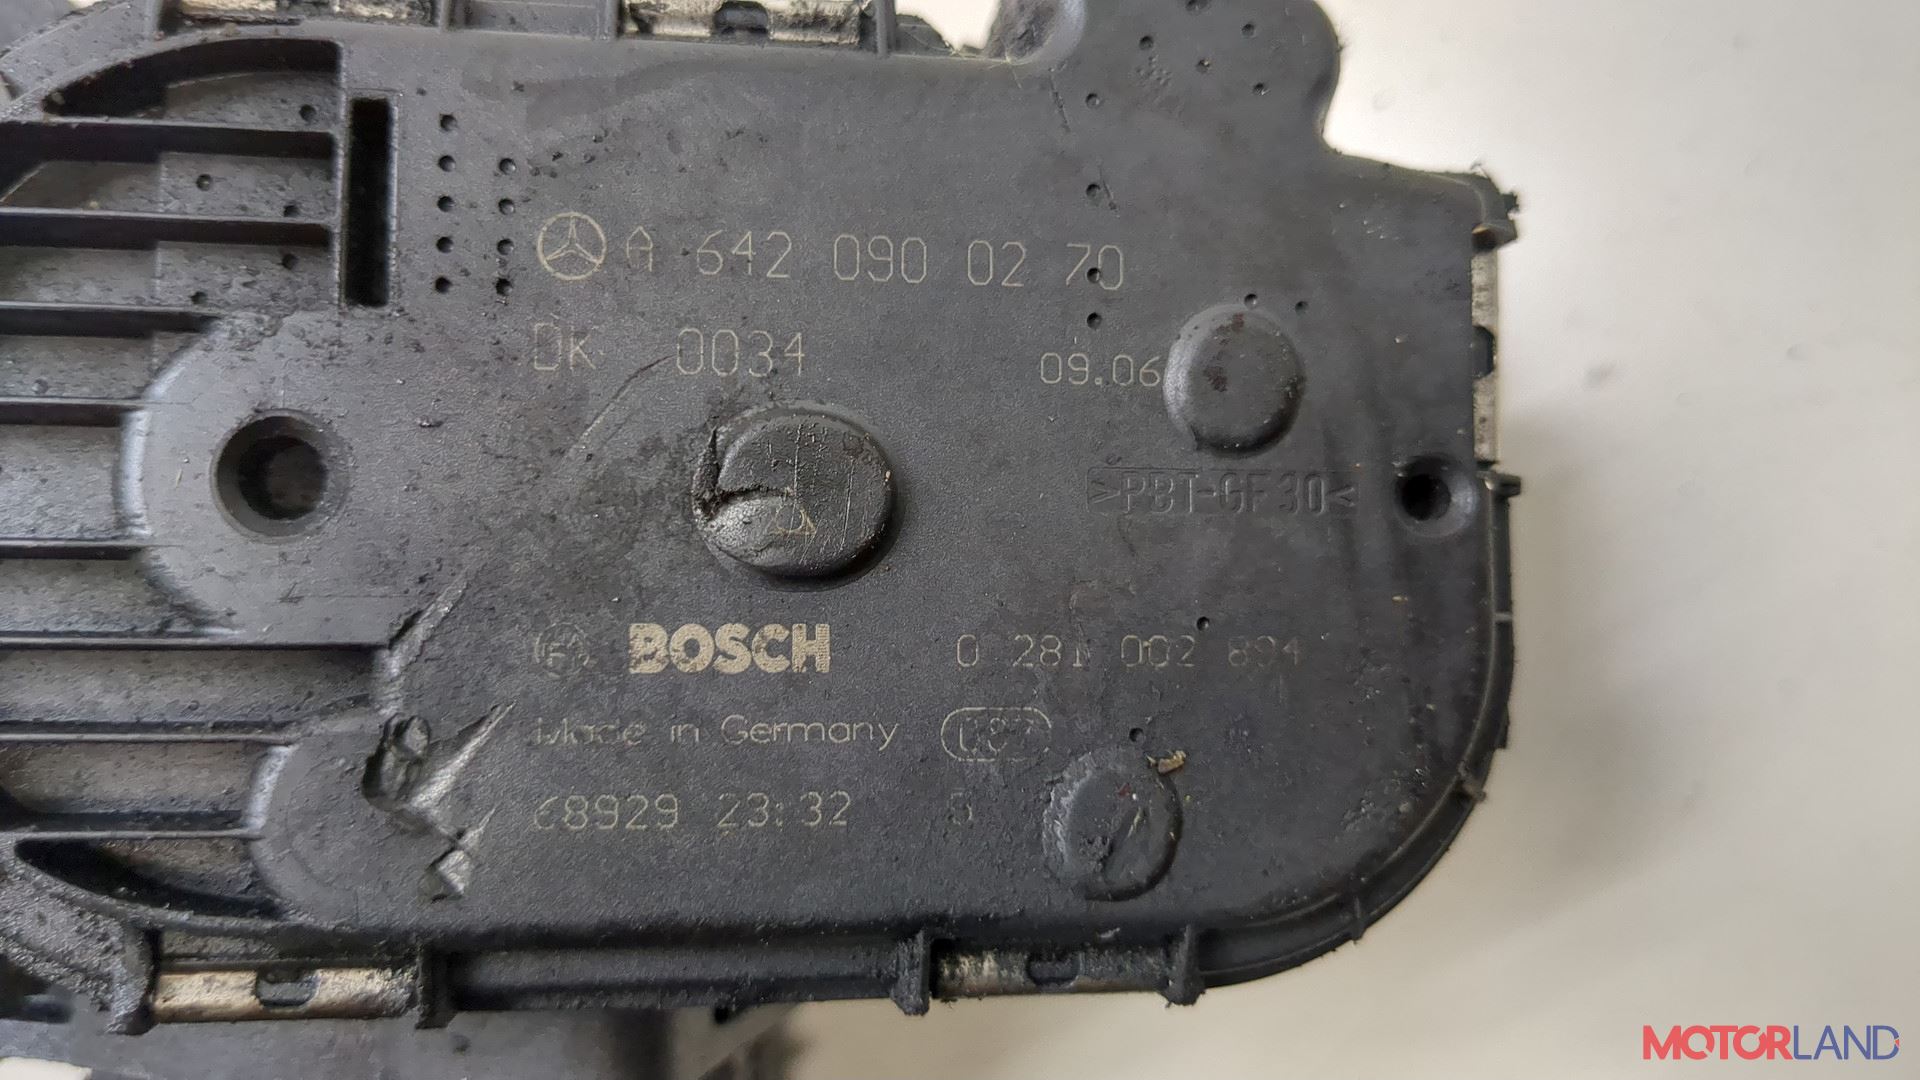 A 642 090 02 70
DK 0034
09.06
>PBT-GF30<
BOSCH 0 281 002 894
Made in Germany
68929 23:32
MOTORLAND